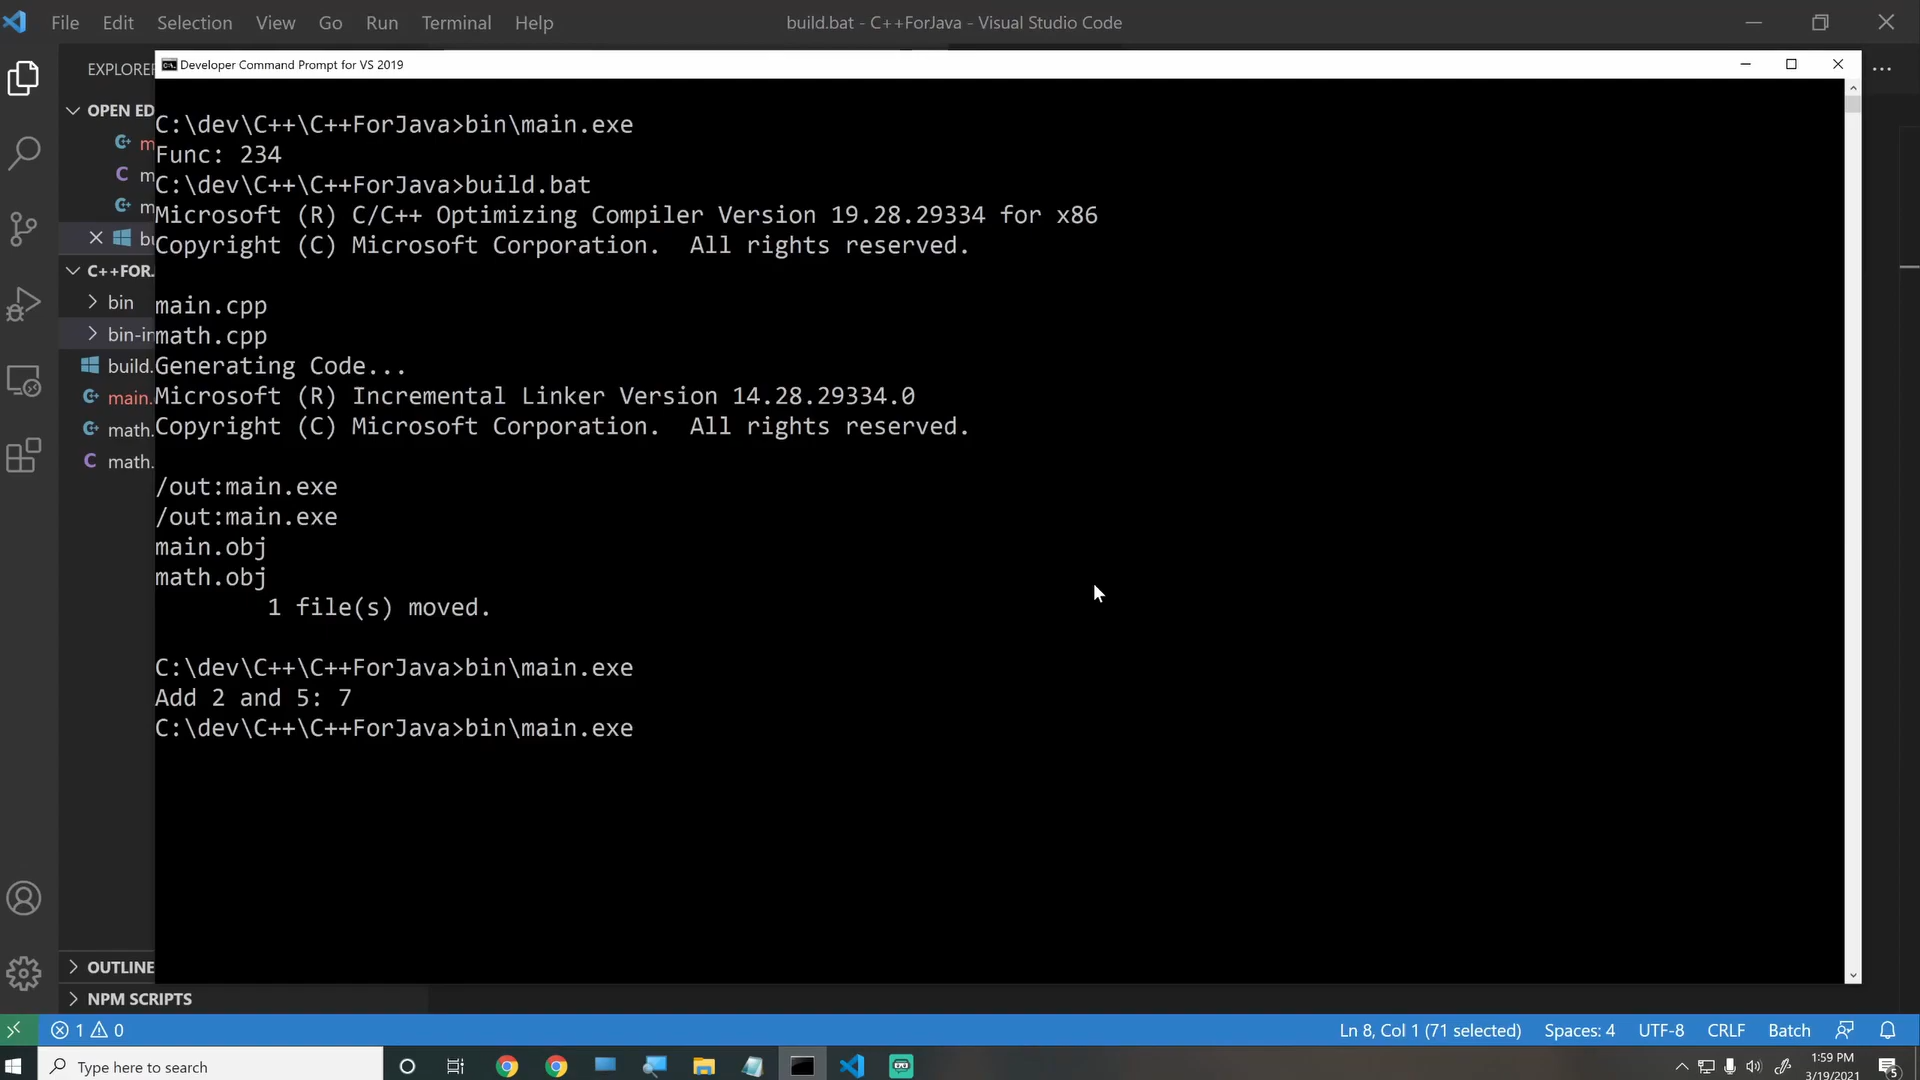 File Edit Selection View Go Run Terminal Help
build.bat - C++ForJava - Visual Studio Code
EXPLORER
Developer Command Prompt for VS 2019
OPEN ED
C++FOR
bin
bin-in
build.
main.
math.
math.
OUTLINE
NPM SCRIPTS
C:\dev\C++\C++ForJava>bin\main.exe
Func: 234
C:\dev\C++\C++ForJava>build.bat
Microsoft (R) C/C++ Optimizing Compiler Version 19.28.29334 for x86
Copyright (C) Microsoft Corporation.  All rights reserved.
main.cpp
math.cpp
Generating Code...
Microsoft (R) Incremental Linker Version 14.28.29334.0
Copyright (C) Microsoft Corporation.  All rights reserved.
/out:main.exe
/out:main.exe
main.obj
math.obj
1 file(s) moved.
C:\dev\C++\C++ForJava>bin\main.exe
Add 2 and 5: 7
C:\dev\C++\C++ForJava>bin\main.exe
1 0
Ln 8, Col 1 (71 selected) Spaces: 4 UTF-8 CRLF Batch
Type here to search
1:59 PM
3/19/2021
5